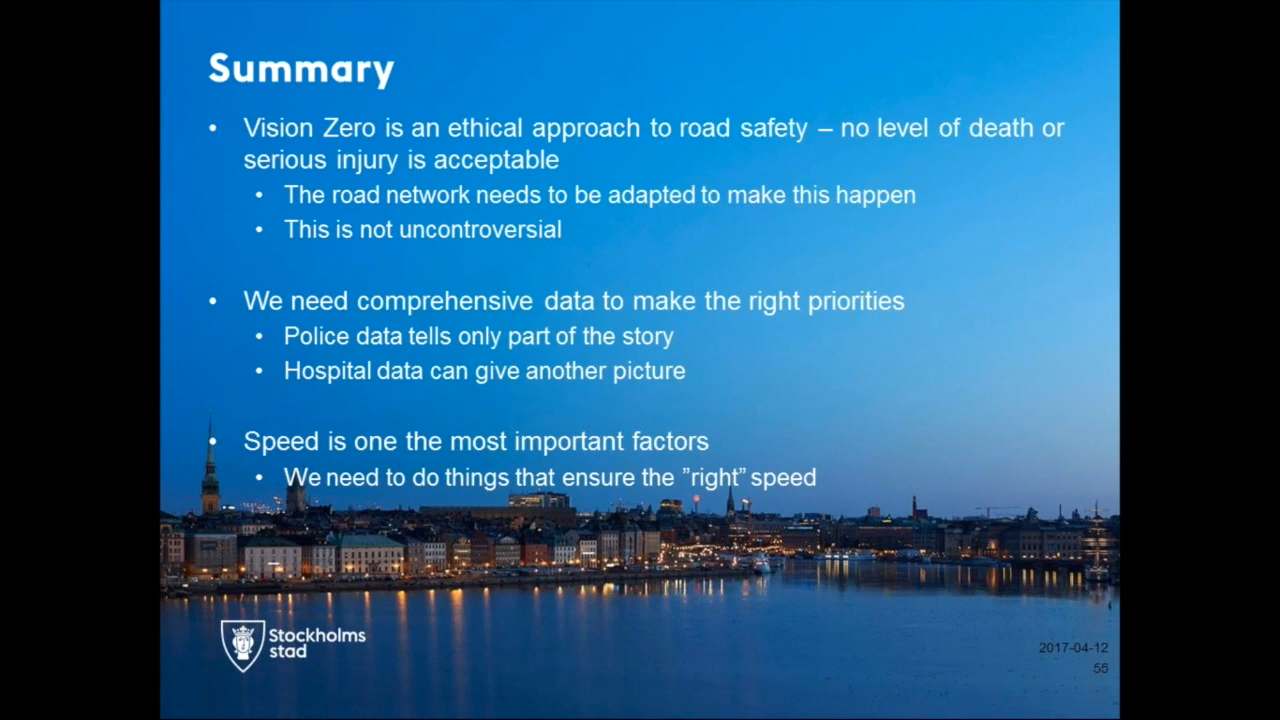 Summary
• Vision Zero is an ethical approach to road safety – no level of death or
serious injury is acceptable
• The road network needs to be adapted to make this happen
• This is not uncontroversial
• We need comprehensive data to make the right priorities
• Police data tells only part of the story
• Hospital data can give another picture
• Speed is one the most important factors
• We need to do things that ensure the ”right” speed
Stockholms
stad
2017-04-12
55